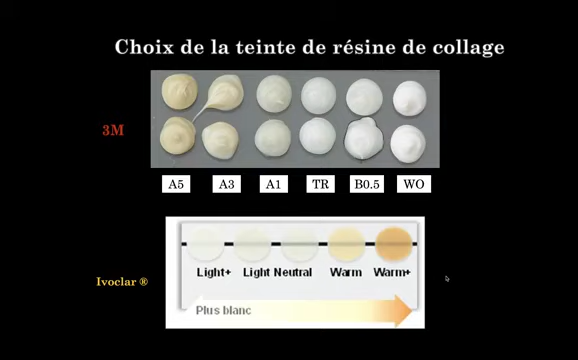 Choix de la teinte de résine de collage
3M
A5 A3 A1 TR B0.5 WO
Ivoclar ®
Light+ Light Neutral Warm Warm+
Plus blanc